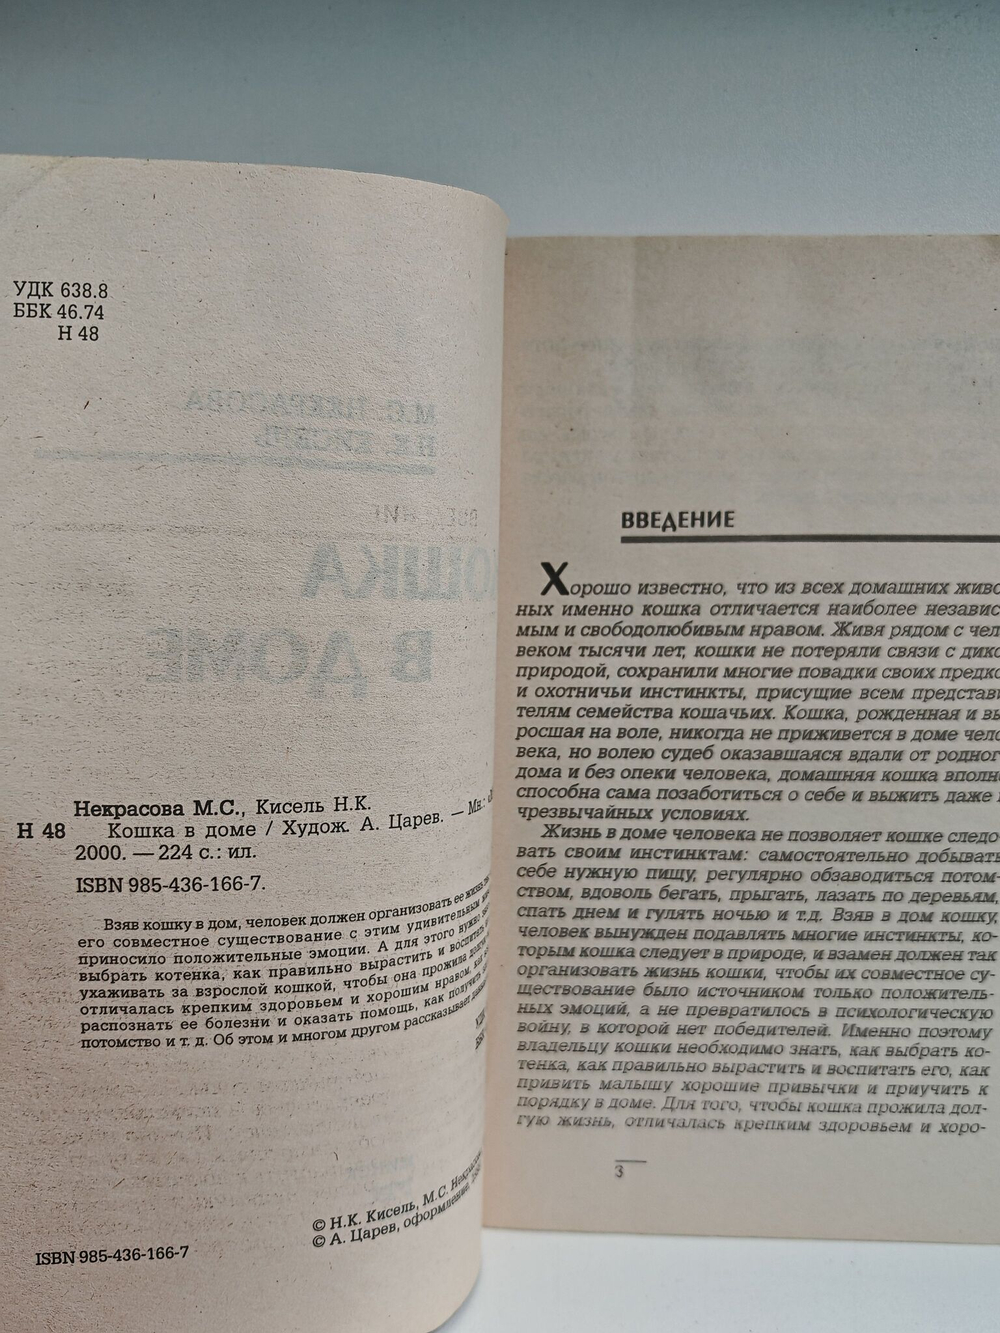 УДК 638.8
ББК 46.74
Н 48
Некрасова М.С., Кисель Н.К.
Н 48 Кошка в доме / Худож. А. Царев. — Мн.:
2000. — 224 с.: ил.
ISBN 985-436-166-7.
Взяв кошку в дом, человек должен организовать ее жизнь
его совместное существование с этим удивительным
приносило положительные эмоции. А для этого нужно
выбрать котенка, как правильно вырастить и воспитать
ухаживать за взрослой кошкой, чтобы она прожила
отличалась крепким здоровьем и хорошим нравом,
распознать ее болезни и оказать помощь, как получить
потомство и т. д. Об этом и многом другом рассказывает
© Н.К. Кисель, М.С. Некрасова
© А. Царев, оформление,
ISBN 985-436-166-7
ВВЕДЕНИЕ
Хорошо известно, что из всех домашних живо
ных именно кошка отличается наиболее независ
мым и свободолюбивым нравом. Живя рядом с чел
веком тысячи лет, кошки не потеряли связи с дико
природой, сохранили многие повадки своих предко
и охотничьи инстинкты, присущие всем представи
телям семейства кошачьих. Кошка, рожденная и вы
росшая на воле, никогда не приживется в доме чело
века, но волею судеб оказавшаяся вдали от родног
дома и без опеки человека, домашняя кошка вполн
способна сама позаботиться о себе и выжить даже
чрезвычайных условиях.
Жизнь в доме человека не позволяет кошке следо-
вать своим инстинктам: самостоятельно добывать
себе нужную пищу, регулярно обзаводиться потом-
ством, вдоволь бегать, прыгать, лазать по деревьям,
спать днем и гулять ночью и т.д. Взяв в дом кошку,
человек вынужден подавлять многие инстинкты, ко-
торым кошка следует в природе, и взамен должен так
организовать жизнь кошки, чтобы их совместное су-
ществование было источником только положитель-
ных эмоций, а не превратилось в психологическую
войну, в которой нет победителей. Именно поэтому
владельцу кошки необходимо знать, как выбрать ко-
тенка, как правильно вырастить и воспитать его, как
привить малышу хорошие привычки и приучить к
порядку в доме. Для того, чтобы кошка прожила дол-
гую жизнь, отличалась крепким здоровьем и хоро-
3